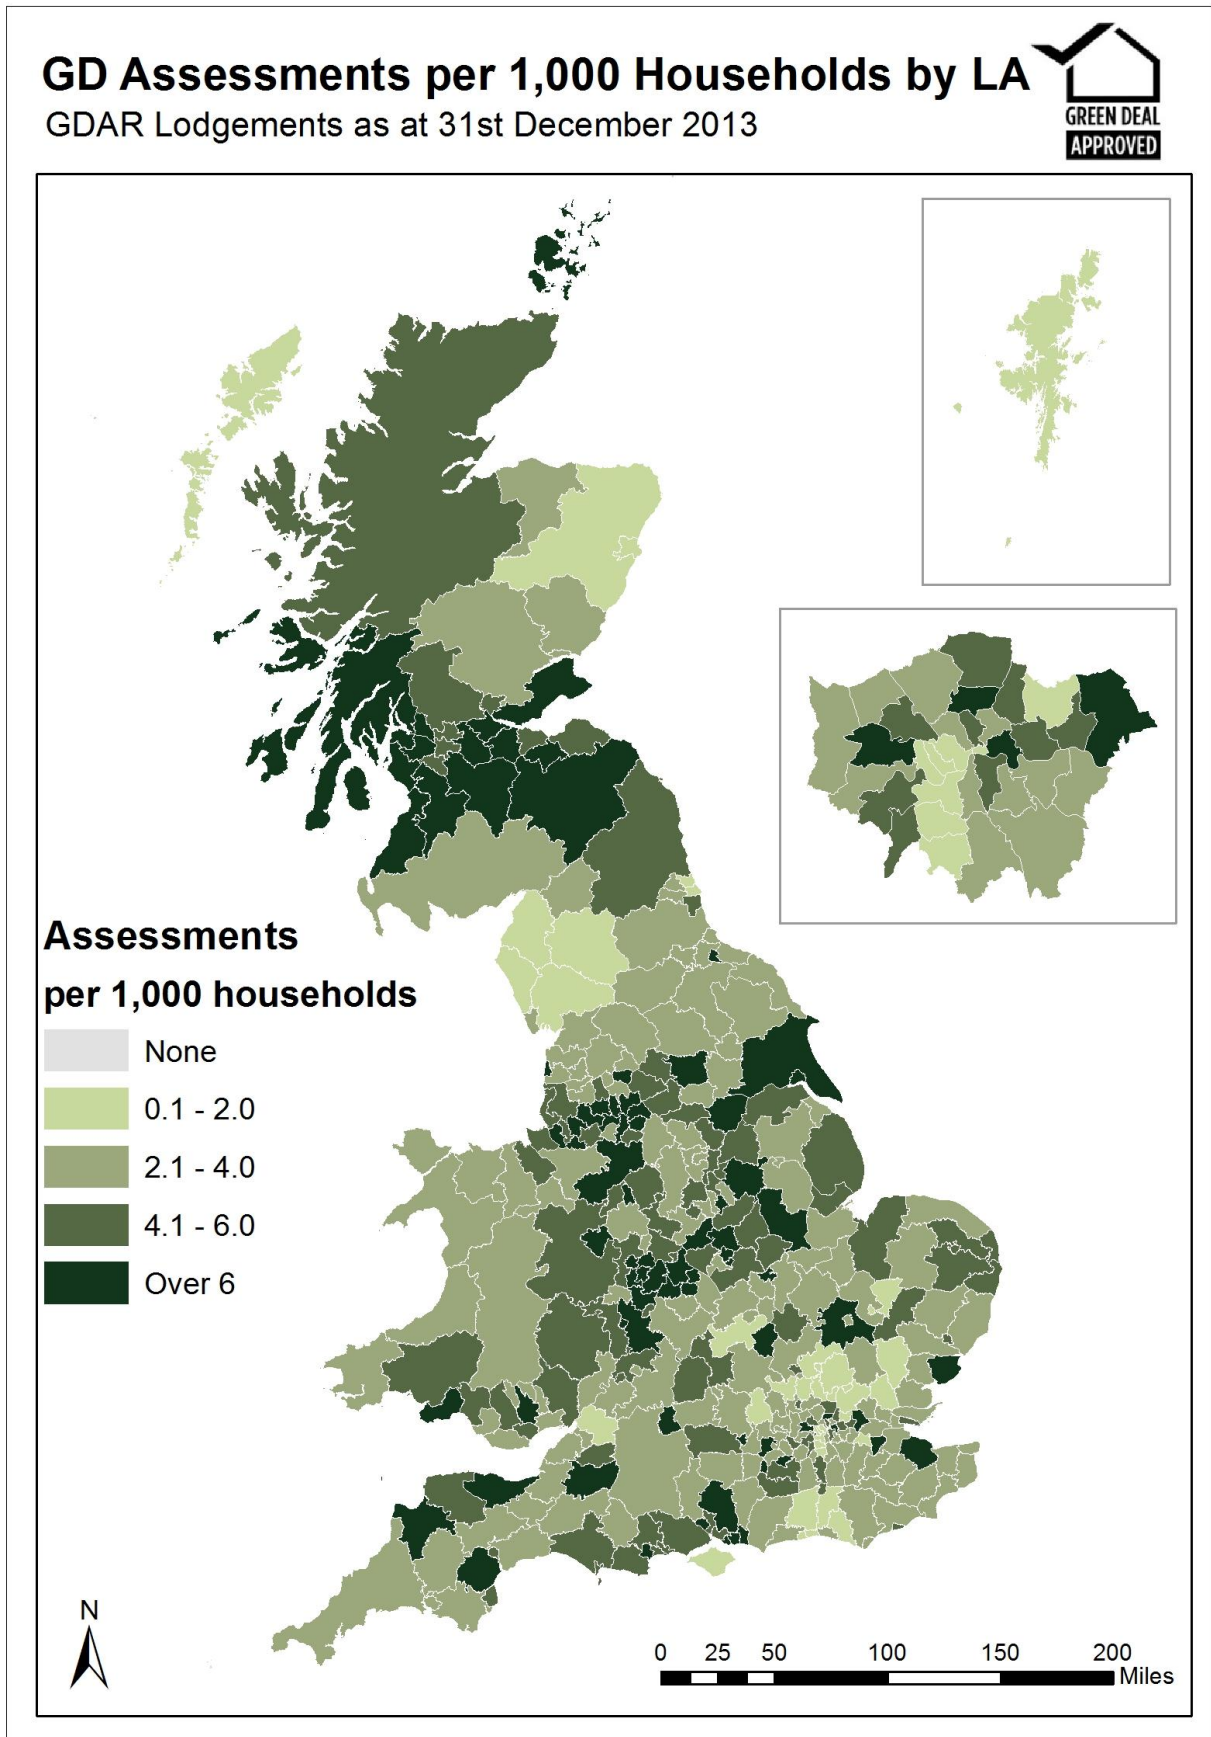 GD Assessments per 1,000 Households by LA
GDAR Lodgements as at 31st December 2013
GREEN DEAL
APPROVED
Assessments
per 1,000 households
None
0.1 - 2.0
2.1 - 4.0
4.1 - 6.0
Over 6
N
0 25 50 100 150 200
Miles